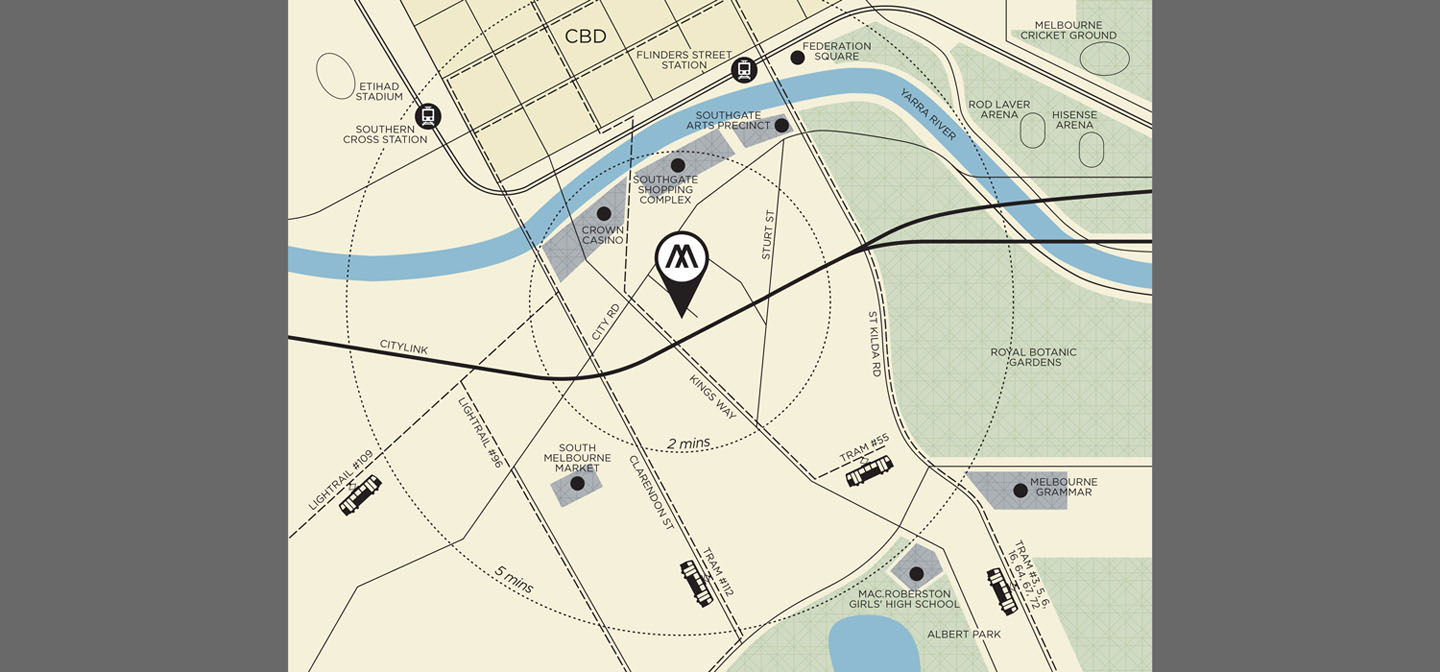 CBD
MELBOURNE
CRICKET GROUND
FLINDERS STREET
STATION
FEDERATION
SQUARE
ETIHAD
STADIUM
YARRA RIVER
ROD LAVER
ARENA
HISENSE
ARENA
SOUTHGATE
ARTS PRECINCT
SOUTHERN
CROSS STATION
SOUTHGATE
SHOPPING
COMPLEX
CROWN
CASINO
STURT ST
CITY RD
CITYLINK
ST KILDA RD
ROYAL BOTANIC
GARDENS
KINGS WAY
LIGHTRAIL #96
2 mins
SOUTH
MELBOURNE
MARKET
CLARENDON ST
TRAM #55
LIGHTRAIL #109
MELBOURNE
GRAMMAR
5 mins
TRAM #112
TRAM #3, 5, 6,
16, 64, 67, 72
MAC.ROBERSTON
GIRLS' HIGH SCHOOL
ALBERT PARK